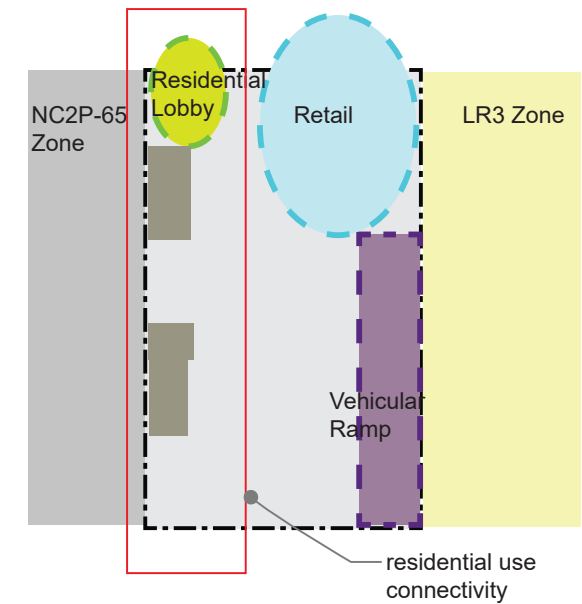 Residential
Lobby
NC2P-65
Zone
Retail
LR3 Zone
Vehicular
Ramp
residential use
connectivity